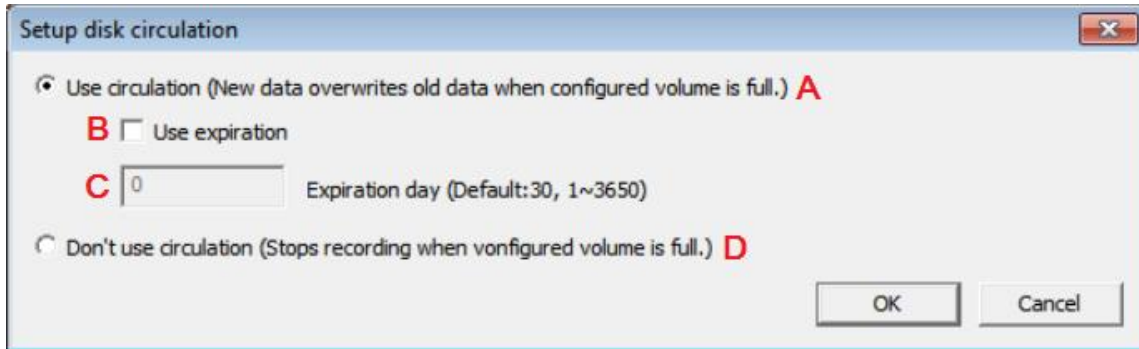 Setup disk circulation
Use circulation (New data overwrites old data when configured volume is full.) A
B Use expiration
C 0 Expiration day (Default:30, 1~3650)
Don't use circulation (Stops recording when vonfigured volume is full.) D
OK Cancel